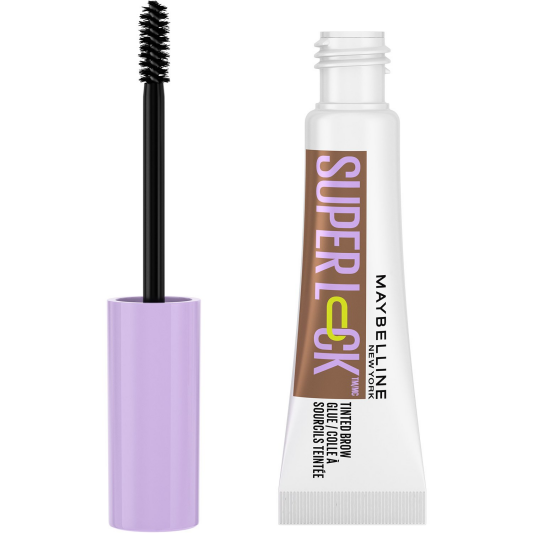 SUPER LOCK
TM/MC
MAYBELLINE
NEW YORK
TINTED BROW
GLUE / COLLE À
SOURCILS TEINTÉE